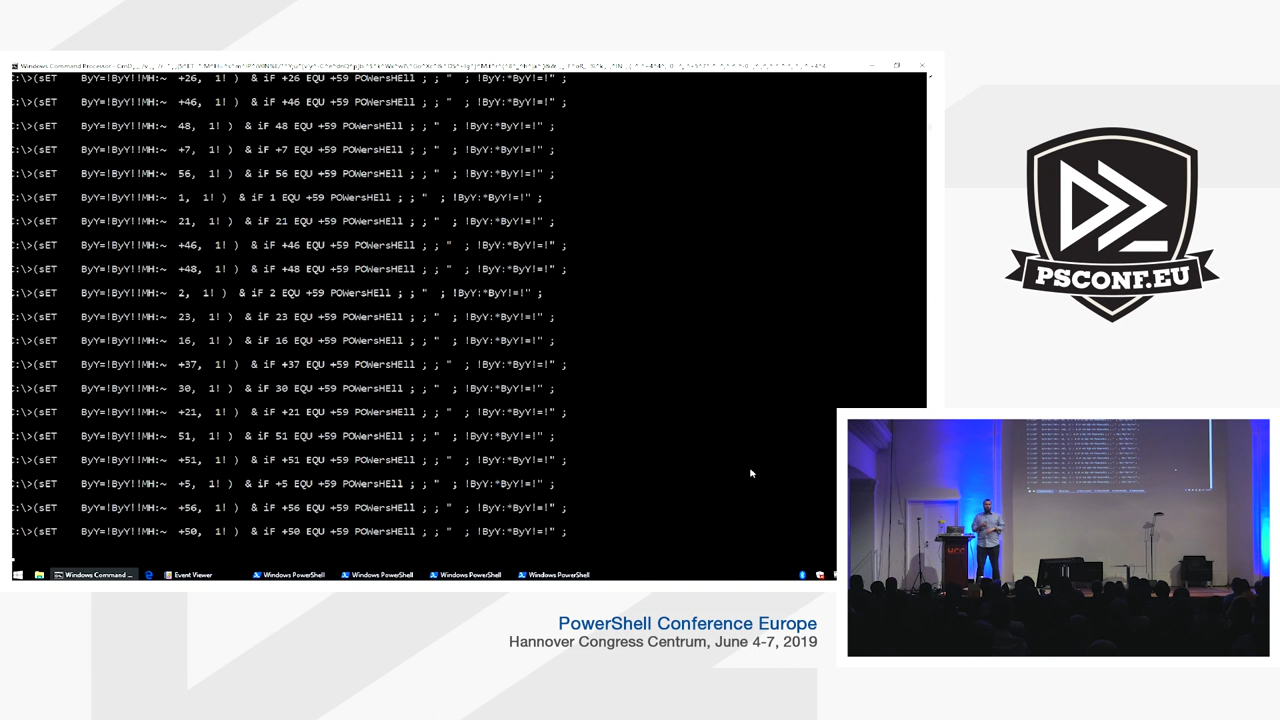 Windows Command Processor
C:\>(sET    ByY=!ByY!!MH:~  +26,  1! )   & iF +26 EQU +59 POWersHEll ; ; "   ; !ByY:*ByY!=!" ;
C:\>(sET    ByY=!ByY!!MH:~  +46,  1! )   & iF +46 EQU +59 POWersHEll ; ; "   ; !ByY:*ByY!=!" ;
C:\>(sET    ByY=!ByY!!MH:~  48,  1! )   & iF 48 EQU +59 POWersHEll ; ; "   ; !ByY:*ByY!=!" ;
C:\>(sET    ByY=!ByY!!MH:~  +7,  1! )   & iF +7 EQU +59 POWersHEll ; ; "   ; !ByY:*ByY!=!" ;
C:\>(sET    ByY=!ByY!!MH:~  56,  1! )   & iF 56 EQU +59 POWersHEll ; ; "   ; !ByY:*ByY!=!" ;
C:\>(sET    ByY=!ByY!!MH:~  1,  1! )   & iF 1 EQU +59 POWersHEll ; ; "   ; !ByY:*ByY!=!" ;
C:\>(sET    ByY=!ByY!!MH:~  21,  1! )   & iF 21 EQU +59 POWersHEll ; ; "   ; !ByY:*ByY!=!" ;
C:\>(sET    ByY=!ByY!!MH:~  +46,  1! )   & iF +46 EQU +59 POWersHEll ; ; "   ; !ByY:*ByY!=!" ;
C:\>(sET    ByY=!ByY!!MH:~  +48,  1! )   & iF +48 EQU +59 POWersHEll ; ; "   ; !ByY:*ByY!=!" ;
C:\>(sET    ByY=!ByY!!MH:~  2,  1! )   & iF 2 EQU +59 POWersHEll ; ; "   ; !ByY:*ByY!=!" ;
C:\>(sET    ByY=!ByY!!MH:~  23,  1! )   & iF 23 EQU +59 POWersHEll ; ; "   ; !ByY:*ByY!=!" ;
C:\>(sET    ByY=!ByY!!MH:~  16,  1! )   & iF 16 EQU +59 POWersHEll ; ; "   ; !ByY:*ByY!=!" ;
C:\>(sET    ByY=!ByY!!MH:~  +37,  1! )   & iF +37 EQU +59 POWersHEll ; ; "   ; !ByY:*ByY!=!" ;
C:\>(sET    ByY=!ByY!!MH:~  30,  1! )   & iF 30 EQU +59 POWersHEll ; ; "   ; !ByY:*ByY!=!" ;
C:\>(sET    ByY=!ByY!!MH:~  +21,  1! )   & iF +21 EQU +59 POWersHEll ; ; "   ; !ByY:*ByY!=!" ;
C:\>(sET    ByY=!ByY!!MH:~  51,  1! )   & iF 51 EQU +59 POWersHEll ; ; "   ; !ByY:*ByY!=!" ;
C:\>(sET    ByY=!ByY!!MH:~  +51,  1! )   & iF +51 EQU +59 POWersHEll ; ; "   ; !ByY:*ByY!=!" ;
C:\>(sET    ByY=!ByY!!MH:~  +5,  1! )   & iF +5 EQU +59 POWersHEll ; ; "   ; !ByY:*ByY!=!" ;
C:\>(sET    ByY=!ByY!!MH:~  +56,  1! )   & iF +56 EQU +59 POWersHEll ; ; "   ; !ByY:*ByY!=!" ;
C:\>(sET    ByY=!ByY!!MH:~  +50,  1! )   & iF +50 EQU +59 POWersHEll ; ; "   ; !ByY:*ByY!=!" ;
Windows Command ... Event Viewer Windows PowerShell Windows PowerShell Windows PowerShell Windows PowerShell
PSCONF.EU
HCC
PowerShell Conference Europe
Hannover Congress Centrum, June 4-7, 2019